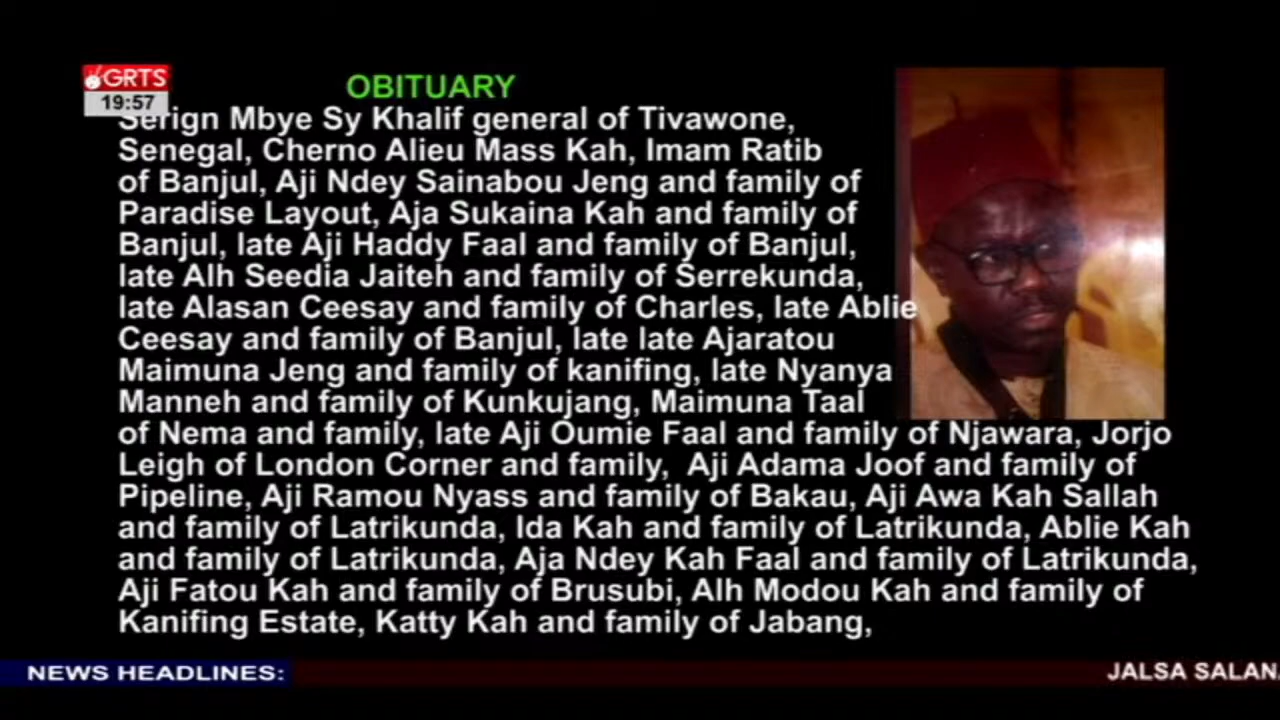 GRTS
19:57
OBITUARY
Serign Mbye Sy Khalif general of Tivawone,
Senegal, Cherno Alieu Mass Kah, Imam Ratib
of Banjul, Aji Ndey Sainabou Jeng and family of
Paradise Layout, Aja Sukaina Kah and family of
Banjul, late Aji Haddy Faal and family of Banjul,
late Alh Seedia Jaiteh and family of Serrekunda,
late Alasan Ceesay and family of Charles, late Ablie
Ceesay and family of Banjul, late late Ajaratou
Maimuna Jeng and family of kanifing, late Nyanya
Manneh and family of Kunkujang, Maimuna Taal
of Nema and family, late Aji Oumie Faal and family of Njawara, Jorjo
Leigh of London Corner and family, Aji Adama Joof and family of
Pipeline, Aji Ramou Nyass and family of Bakau, Aji Awa Kah Sallah
and family of Latrikunda, Ida Kah and family of Latrikunda, Ablie Kah
and family of Latrikunda, Aja Ndey Kah Faal and family of Latrikunda,
Aji Fatou Kah and family of Brusubi, Alh Modou Kah and family of
Kanifing Estate, Katty Kah and family of Jabang,
NEWS HEADLINES: JALSA SALAN